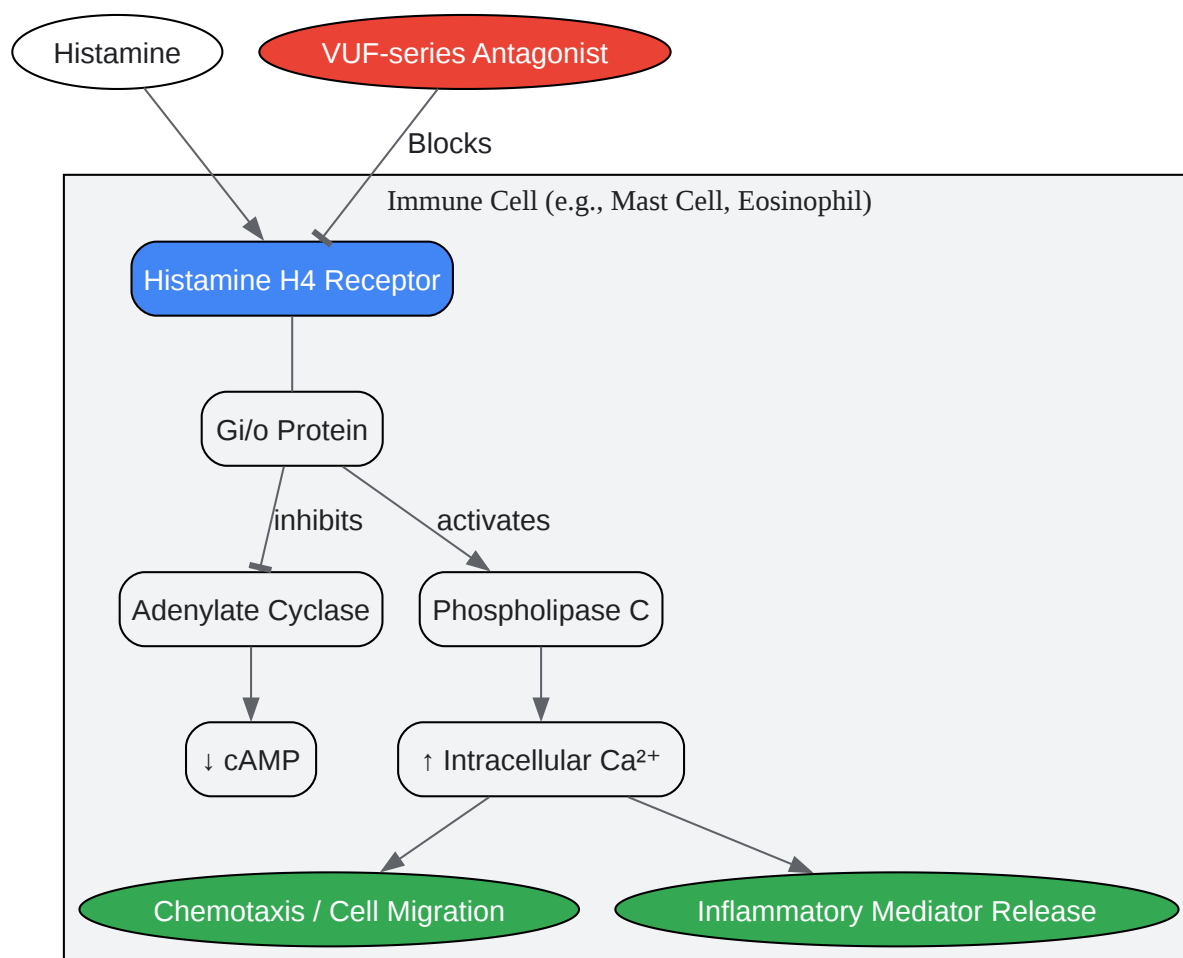 Histamine
VUF-series Antagonist
Blocks
Immune Cell (e.g., Mast Cell, Eosinophil)
Histamine H4 Receptor
Gi/o Protein
inhibits
activates
Adenylate Cyclase
Phospholipase C
↓ cAMP
↑ Intracellular Ca²⁺
Chemotaxis / Cell Migration
Inflammatory Mediator Release